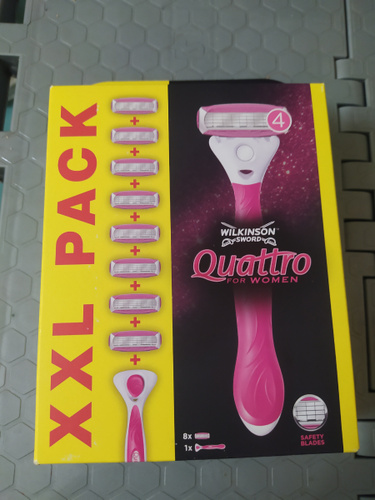 XXL PACK
+
+
+
+
+
+
+
+
4
WILKINSON
SWORD
Quattro
FOR WOMEN
8x
1x
SAFETY
BLADES